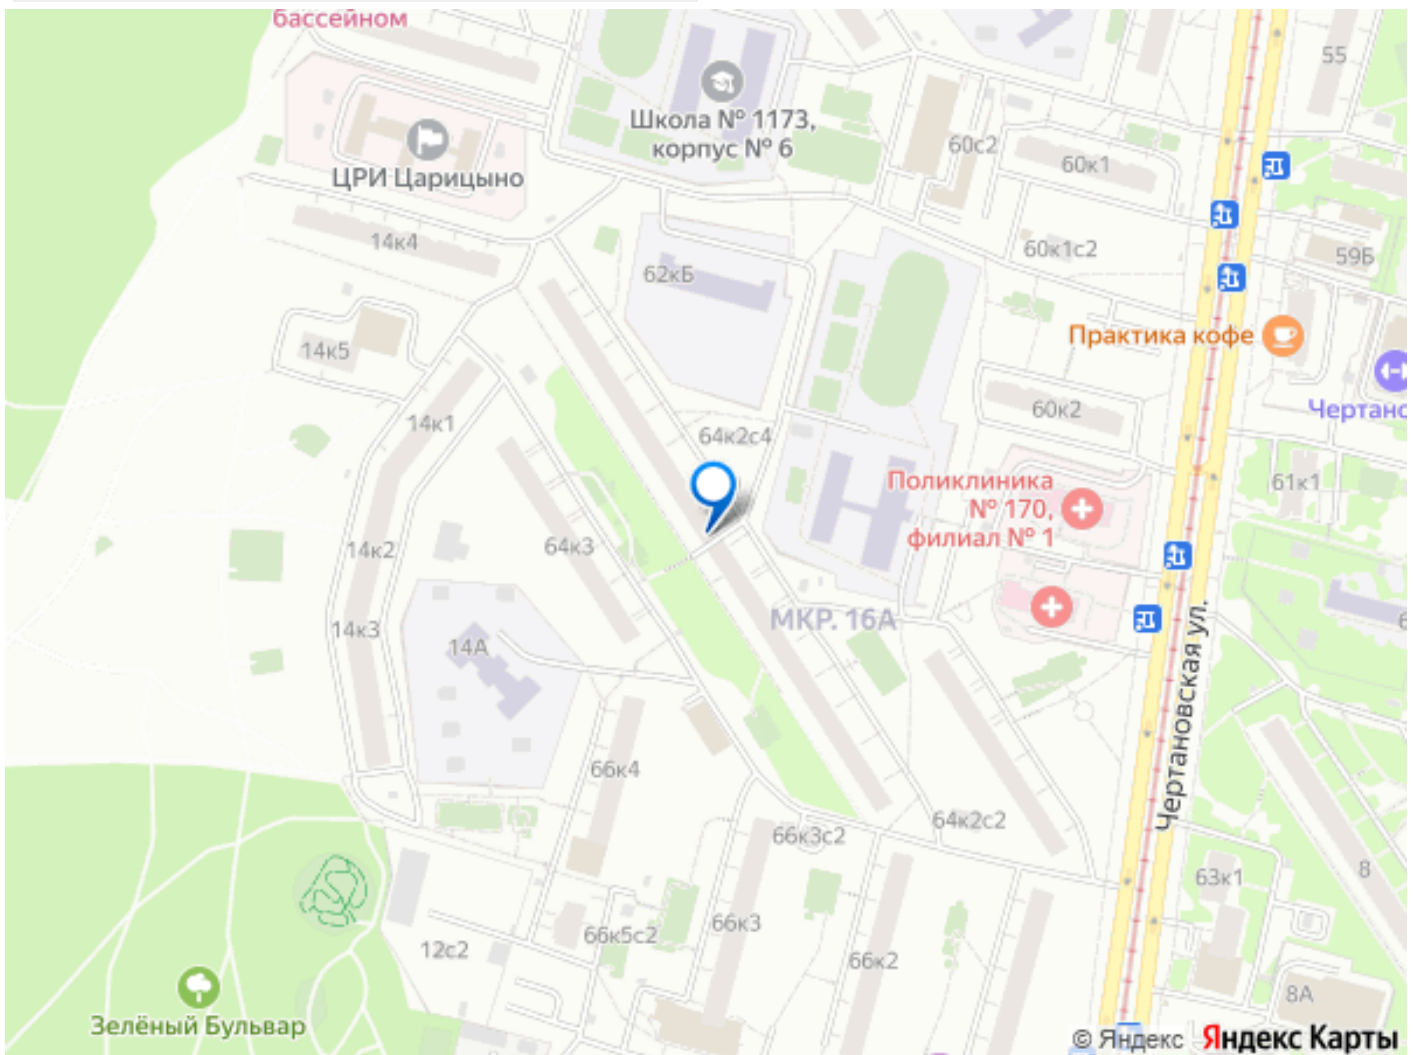 бассейном
55
Школа № 1173,
корпус № 6
60с2
60к1
ЦРИ Царицыно
14к4
62кБ
60к1с2
59Б
Практика кофе
14к5
14к1
64к2с4
60к2
Чертано
Поликлиника
№ 170,
филиал № 1
61к1
14к2
64к3
14к3
14А
МКР. 16А
6
Чертановская ул.
66к4
66к3с2
64к2с2
63к1
8
66к3
66к5с2
12с2
66к2
8А
Зелёный Бульвар
© Яндекс Яндекс Карты